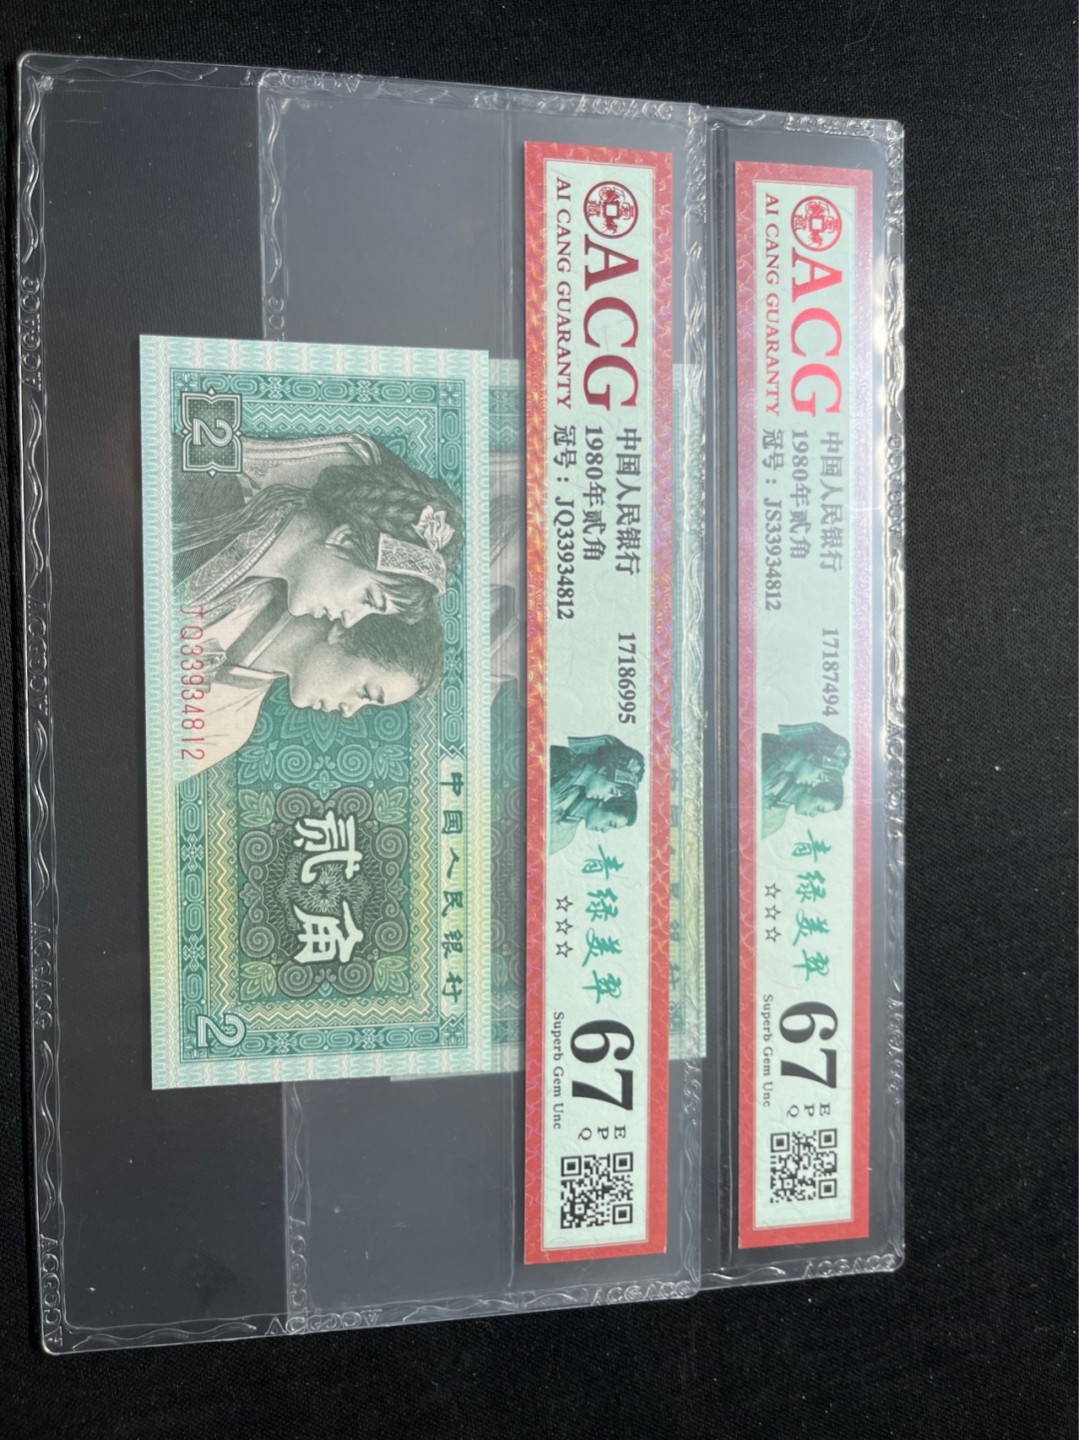 ACG
AI CANG GUARANTY
中国人民银行 17187494
1980年贰角
冠号：JS33934812
青绿美翠
☆☆☆
67
EPQ
Superb Gem Unc
ACG
AI CANG GUARANTY
中国人民银行 17186995
1980年贰角
冠号：JQ33934812
青绿美翠
☆☆☆
67
EPQ
Superb Gem Unc
中国人民银行
贰角
2
2
JQ33934812